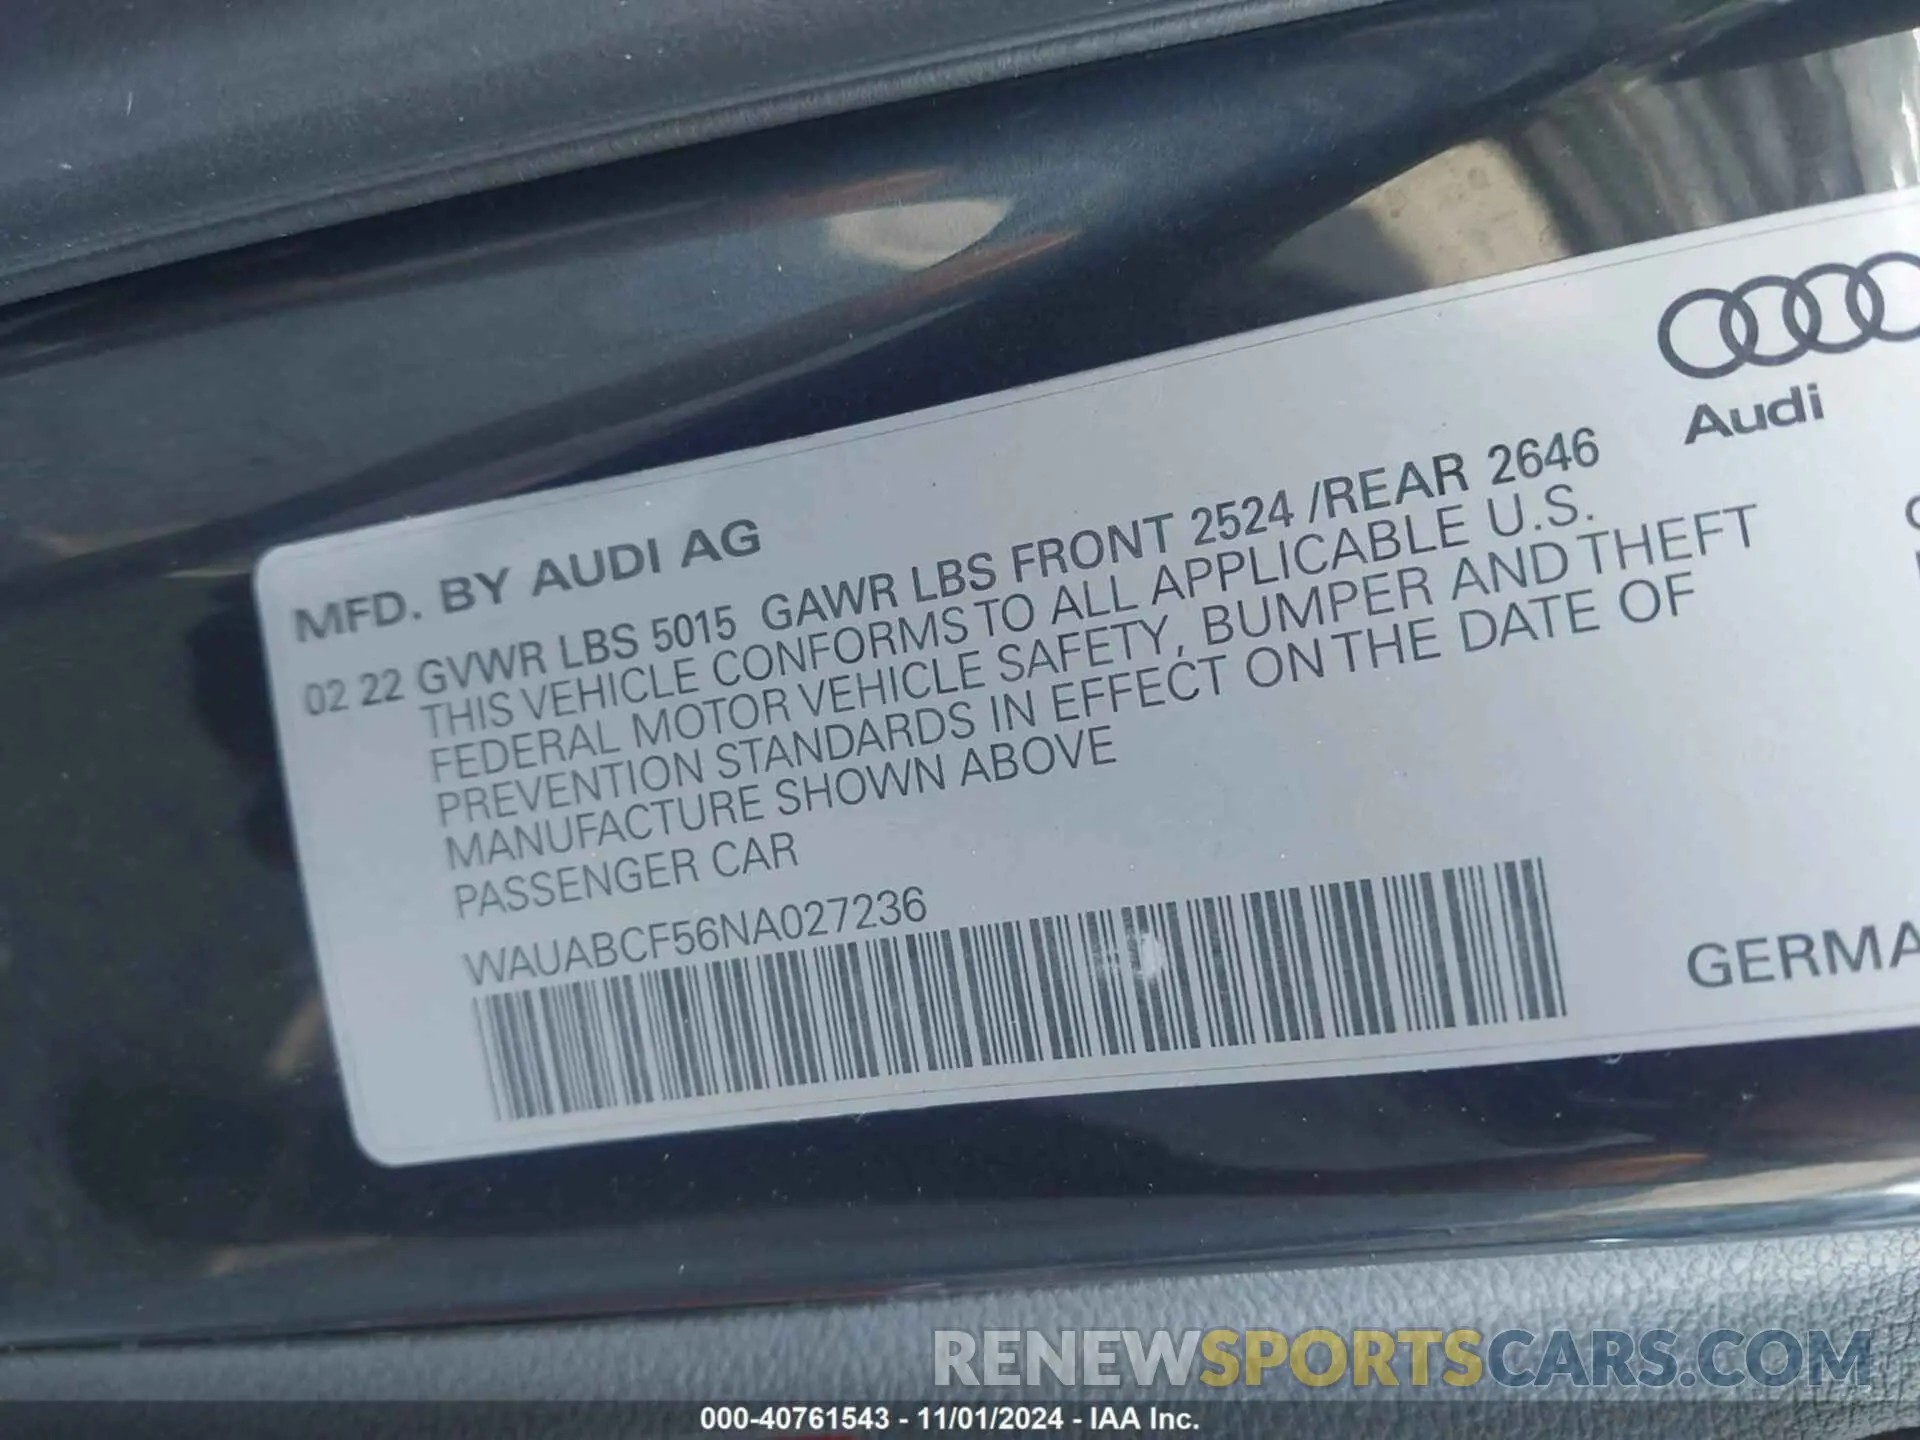 Audi
MFD. BY AUDI AG
02 22 GVWR LBS 5015 GAWR LBS FRONT 2524 /REAR 2646
THIS VEHICLE CONFORMS TO ALL APPLICABLE U.S.
FEDERAL MOTOR VEHICLE SAFETY, BUMPER AND THEFT
PREVENTION STANDARDS IN EFFECT ON THE DATE OF
MANUFACTURE SHOWN ABOVE
PASSENGER CAR
WAUABCF56NA027236
GERMA
RENEWSPORTSCARS.COM
000-40761543 - 11/01/2024 - IAA Inc.